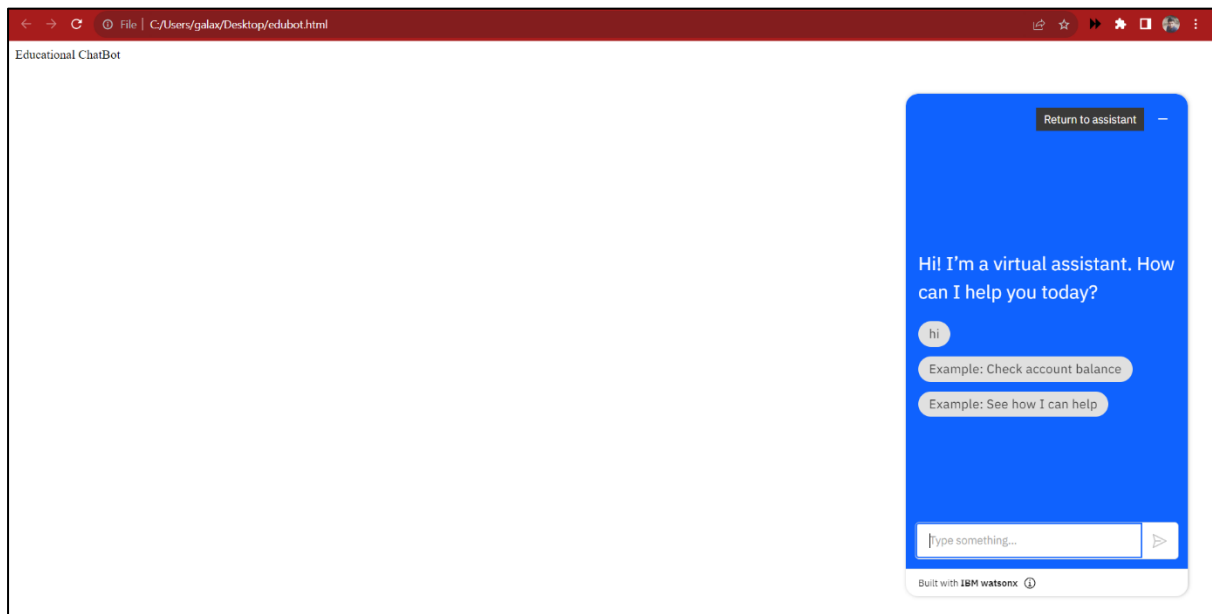 File | C:/Users/galax/Desktop/edubot.html
Educational ChatBot
Return to assistant
Hi! I'm a virtual assistant. How
can I help you today?
hi
Example: Check account balance
Example: See how I can help
Type something...
Built with IBM watsonx